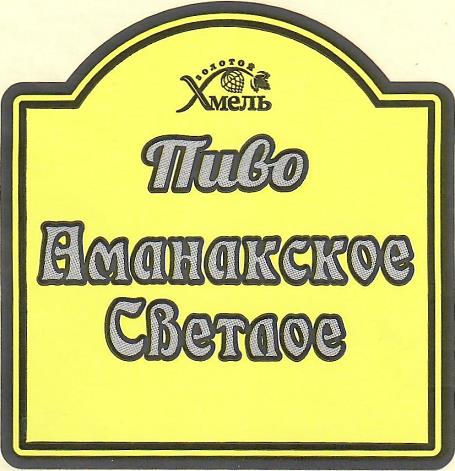 ЗОЛОТОЙ
Хмель
Пиво
Аманакское
Светлое